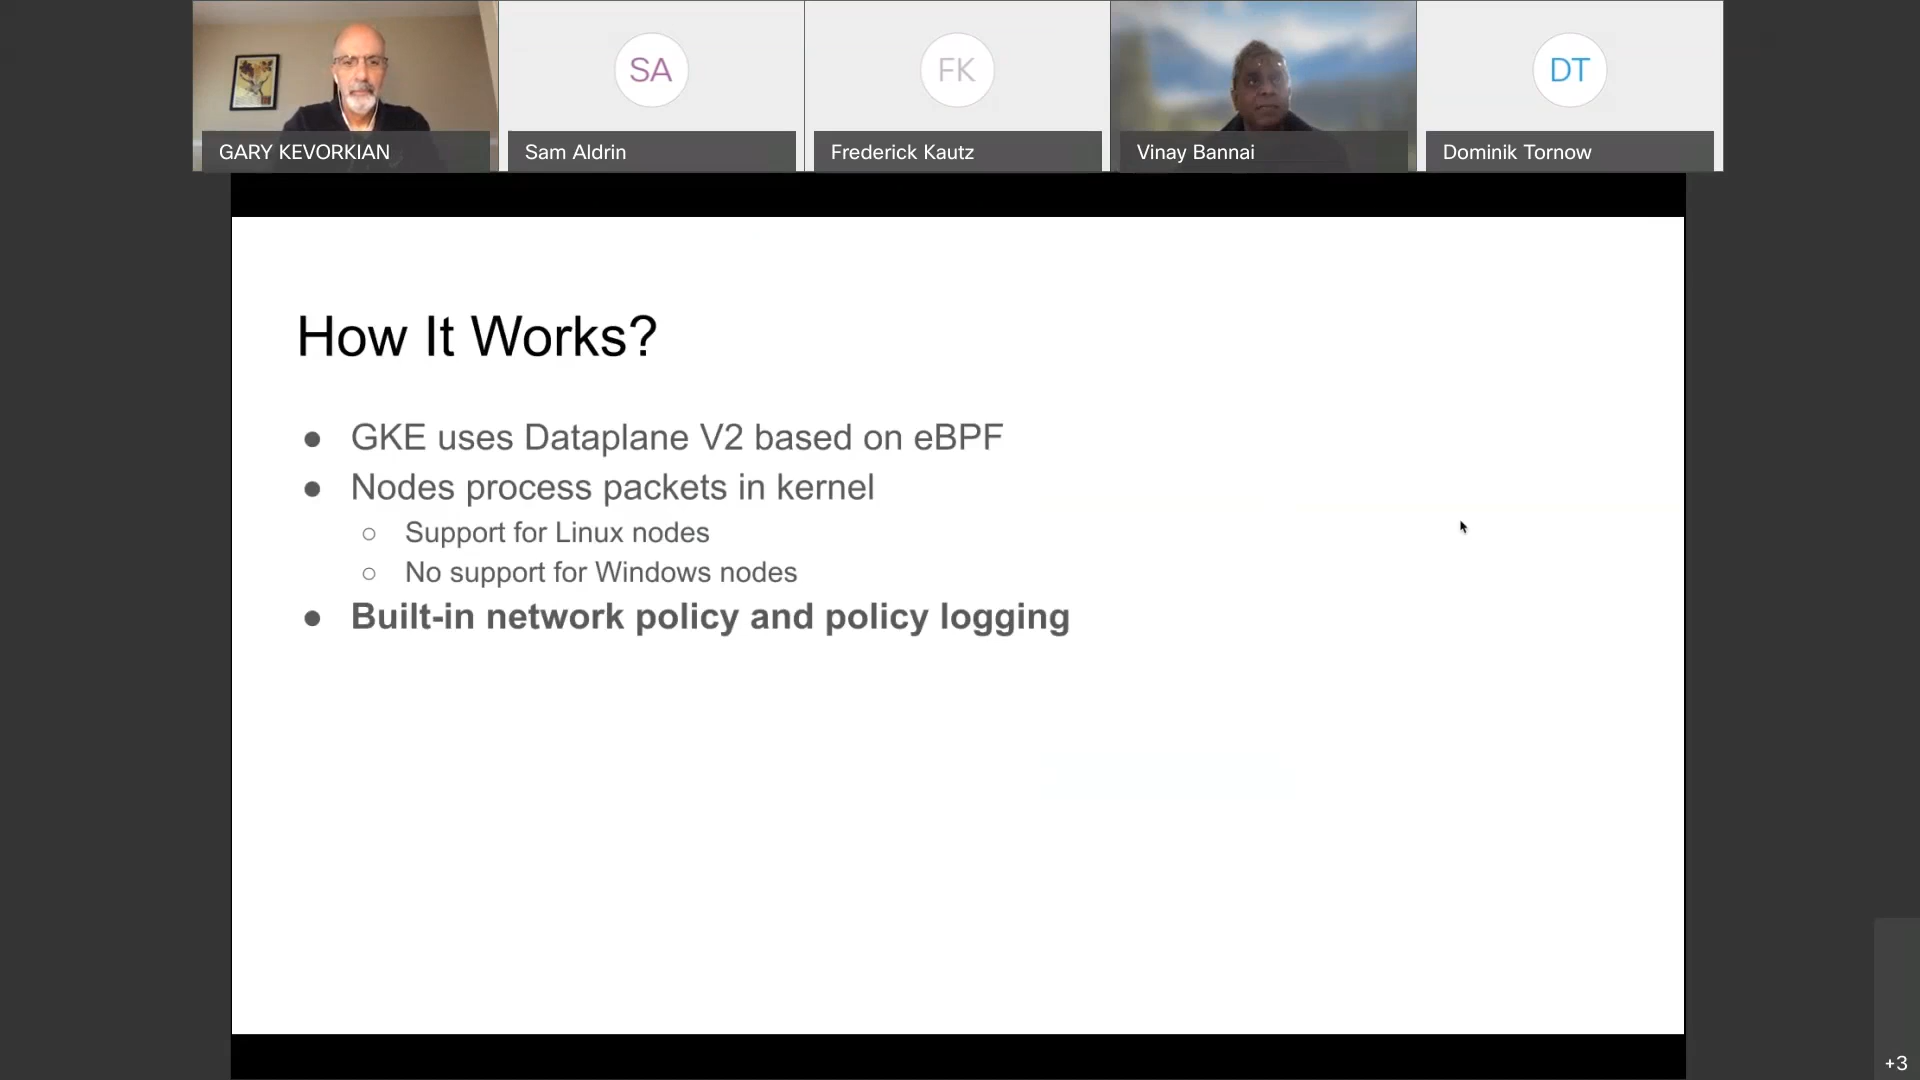 GARY KEVORKIAN
SA
Sam Aldrin
FK
Frederick Kautz
Vinay Bannai
DT
Dominik Tornow
How It Works?
● GKE uses Dataplane V2 based on eBPF
● Nodes process packets in kernel
○ Support for Linux nodes
○ No support for Windows nodes
● Built-in network policy and policy logging
+3